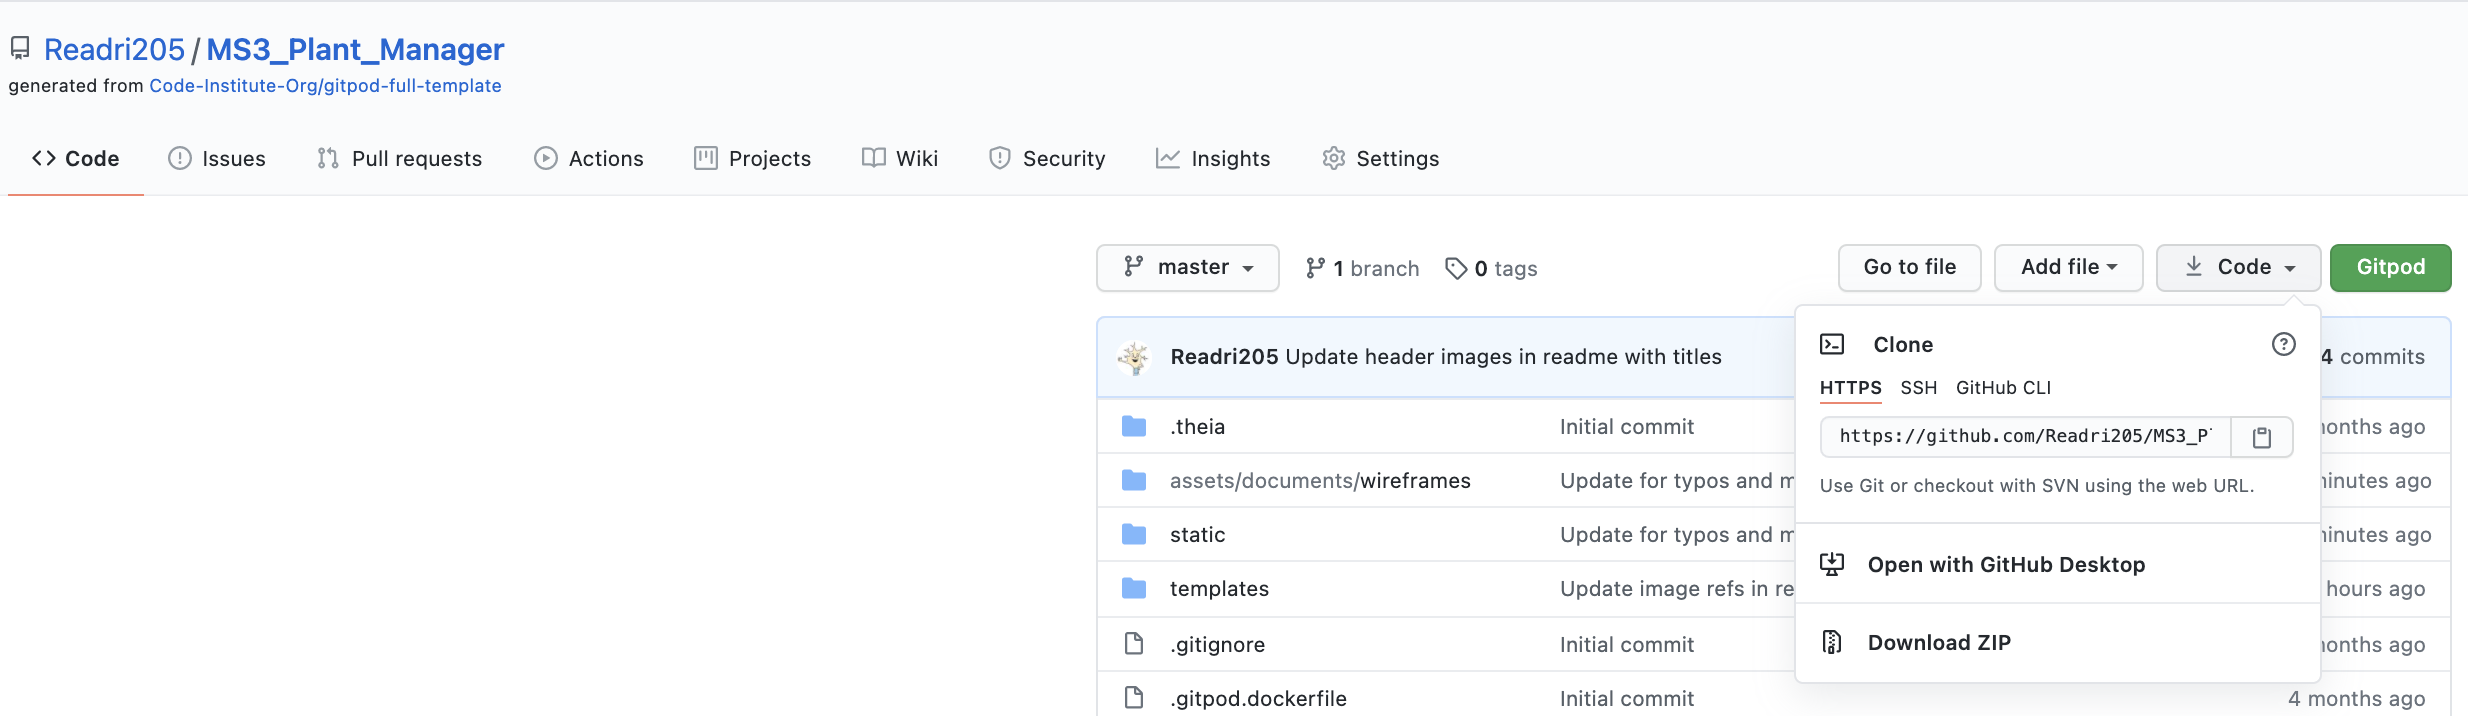 Readri205 / MS3_Plant_Manager
generated from Code-Institute-Org/gitpod-full-template
Code Issues Pull requests Actions Projects Wiki Security Insights Settings
master 1 branch 0 tags Go to file Add file Code Gitpod
Readri205 Update header images in readme with titles 4 commits
Clone
HTTPS SSH GitHub CLI
https://github.com/Readri205/MS3_P
Use Git or checkout with SVN using the web URL.
Open with GitHub Desktop
Download ZIP
.theia Initial commit ago
assets/documents/wireframes Update for typos and ago
static Update for typos and ago
templates Update image refs in hours ago
.gitignore Initial commit ago
.gitpod.dockerfile Initial commit 4 months ago